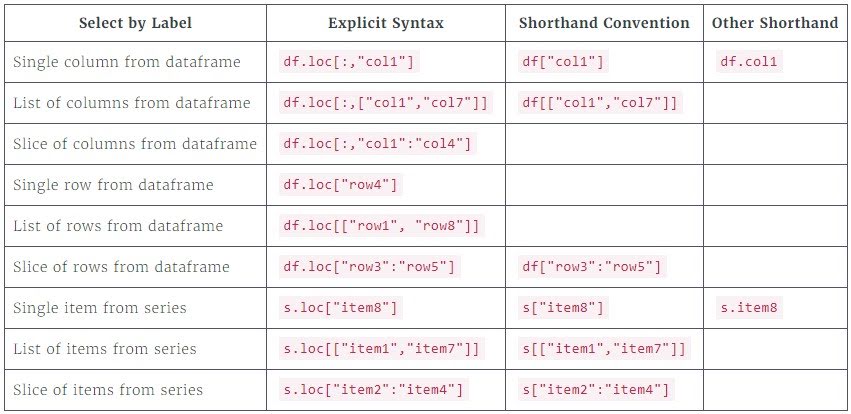 Select by Label Explicit Syntax Shorthand Convention Other Shorthand
Single column from dataframe df.loc[:,"col1"] df["col1"] df.col1
List of columns from dataframe df.loc[:,["col1","col7"]] df[["col1","col7"]]
Slice of columns from dataframe df.loc[:,"col1":"col4"]
Single row from dataframe df.loc["row4"]
List of rows from dataframe df.loc[["row1", "row8"]]
Slice of rows from dataframe df.loc["row3":"row5"] df["row3":"row5"]
Single item from series s.loc["item8"] s["item8"] s.item8
List of items from series s.loc[["item1","item7"]] s[["item1","item7"]]
Slice of items from series s.loc["item2":"item4"] s["item2":"item4"]